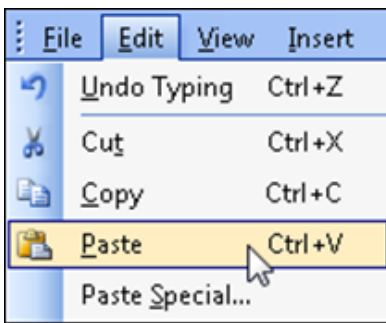 File Edit View Insert
Undo Typing Ctrl+Z
Cut Ctrl+X
Copy Ctrl+C
Paste Ctrl+V
Paste Special...